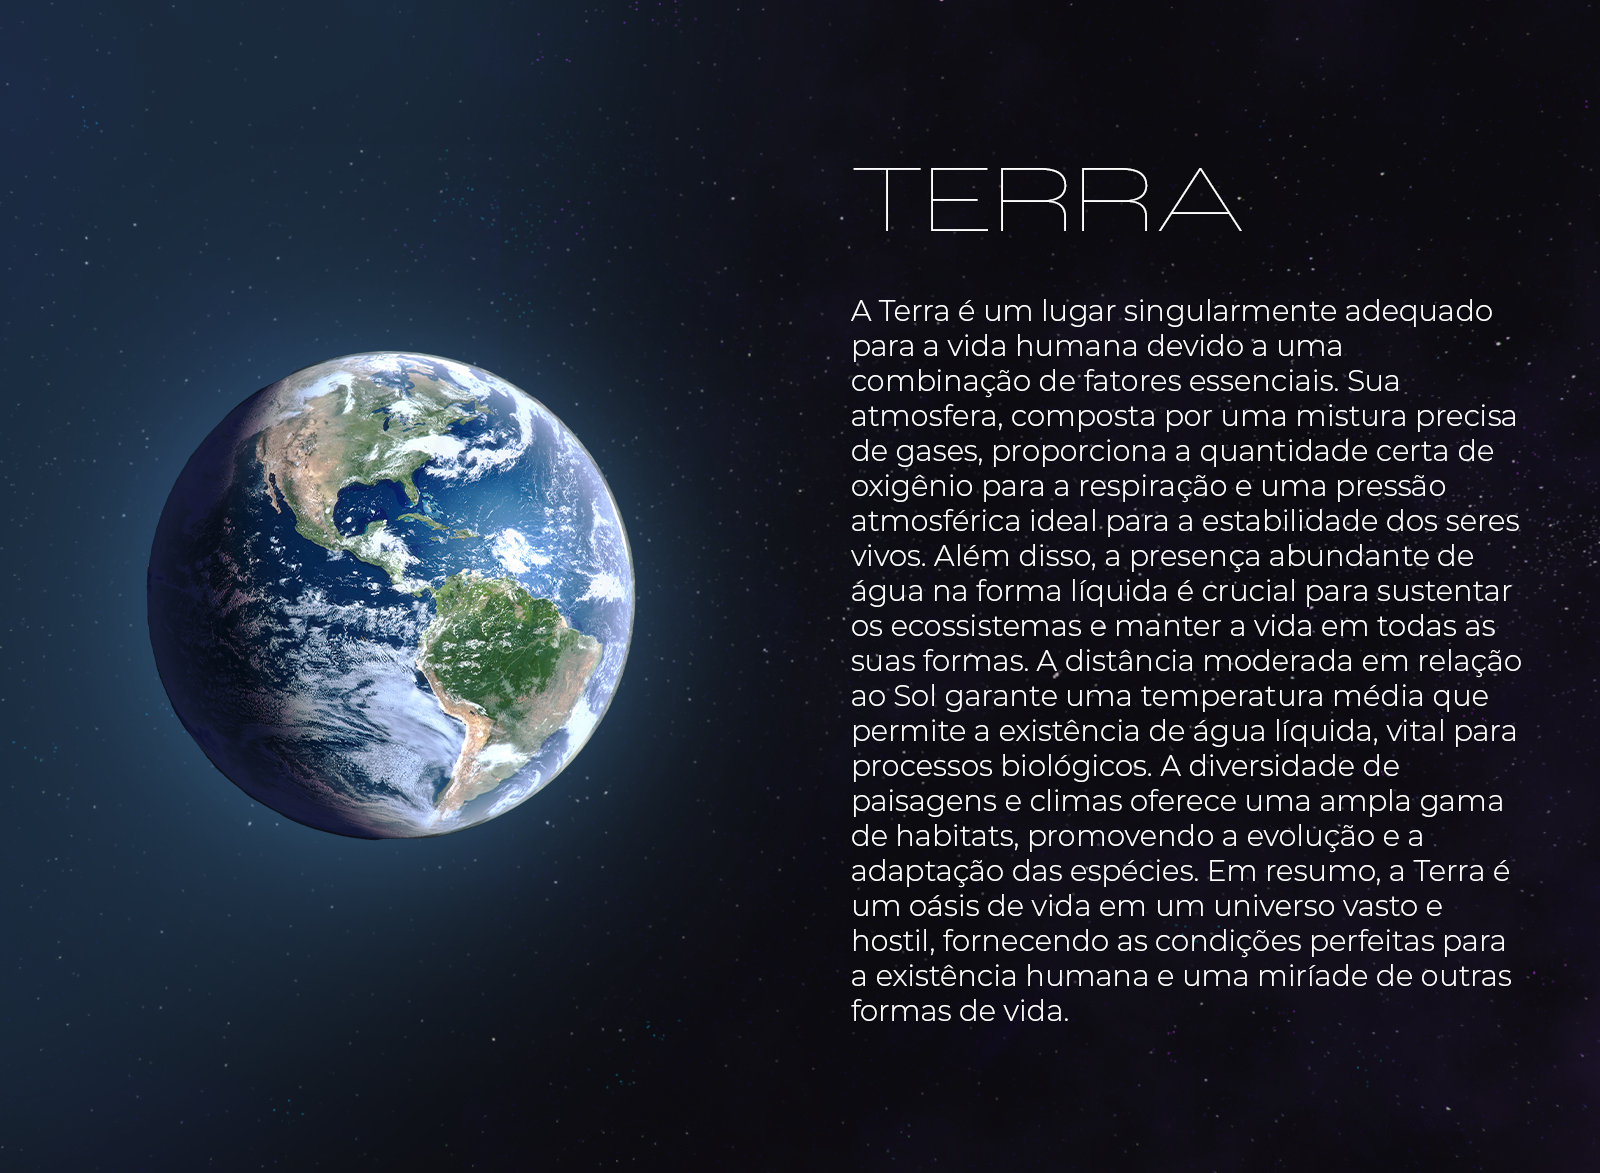 TERRA
A Terra é um lugar singularmente adequado
para a vida humana devido a uma
combinação de fatores essenciais. Sua
atmosfera, composta por uma mistura precisa
de gases, proporciona a quantidade certa de
oxigênio para a respiração e uma pressão
atmosférica ideal para a estabilidade dos seres
vivos. Além disso, a presença abundante de
água na forma líquida é crucial para sustentar
os ecossistemas e manter a vida em todas as
suas formas. A distância moderada em relação
ao Sol garante uma temperatura média que
permite a existência de água líquida, vital para
processos biológicos. A diversidade de
paisagens e climas oferece uma ampla gama
de habitats, promovendo a evolução e a
adaptação das espécies. Em resumo, a Terra é
um oásis de vida em um universo vasto e
hostil, fornecendo as condições perfeitas para
a existência humana e uma miríade de outras
formas de vida.